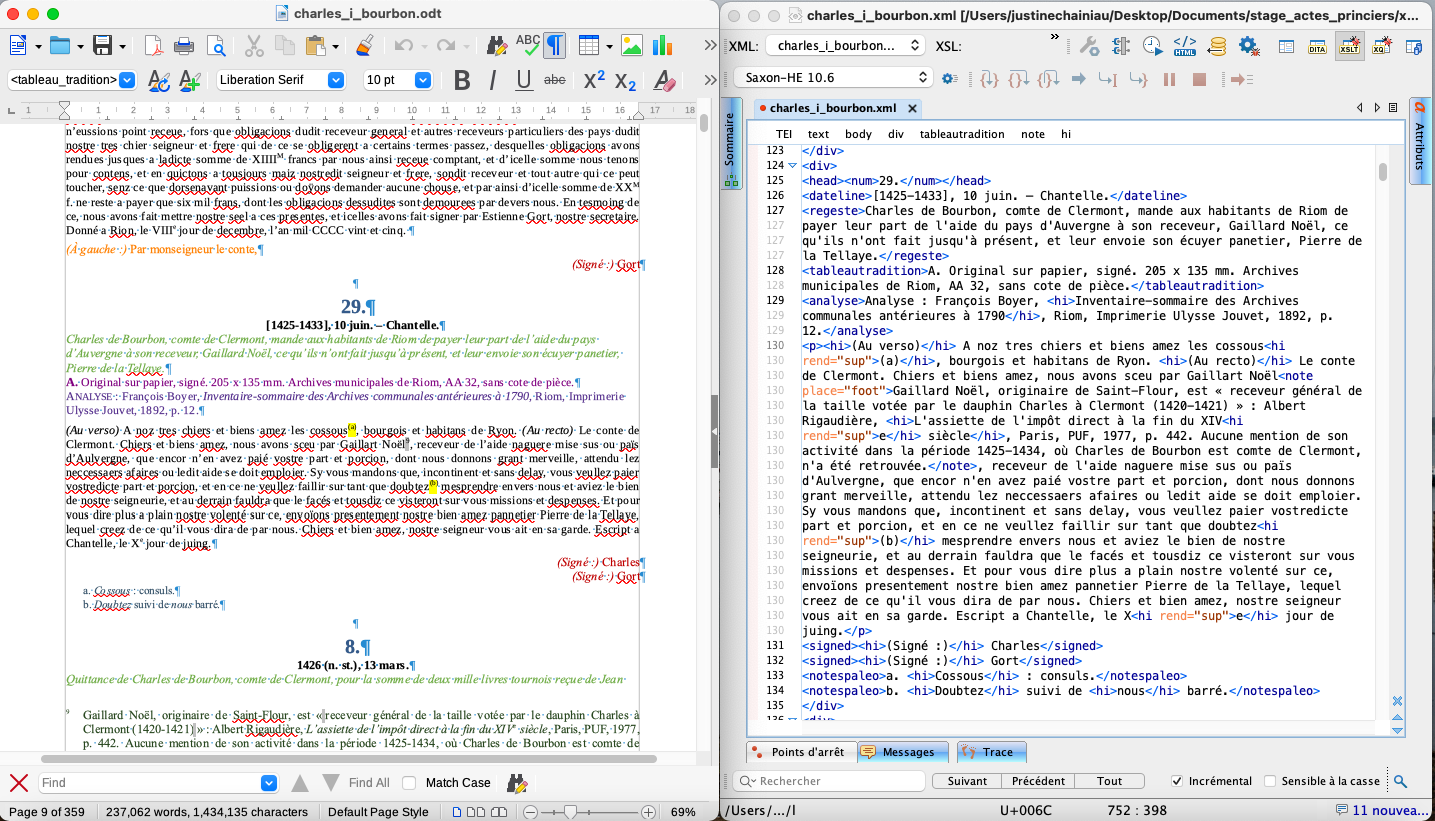 charles_i_bourbon.odt
<tableau_tradition>
Liberation Serif
10 pt
B I U abc X2 X2 A
1 1 2 3 4 5 6 7 8 9 10 11 12 13 14 15 16 17 18
n'eussions point receue, fors que obligacions dudit receveur general et autres receveurs particuliers des pays dudit
nostre tres chier seigneur et frere qui de ce se obligerent a certains termes passez, desquelles obligacions avons
rendues jusques a ladicte somme de XIIIIM. francs par nous ainsi receue comptant, et d'icelle somme nous tenons
pour contens, et en quictons a tousjours maiz nostredit seigneur et frere, sondit receveur et tout autre qui ce peut
toucher, senz ce que dorsenavant puissions ou doÿons demander aucune chouse, et par ainsi d'icelle somme de XXM
f. ne reste a payer que six mil frans, dont les obligacions dessudites sont demourees par devers nous. En tesmoing de
ce, nous avons fait mettre nostre seel a ces presentes, et icelles avons fait signer par Estienne Gort, nostre secretaire.
Donné a Rion, le VIIIe jour de decembre, l'an mil CCCC vint et cinq. ¶
(À gauche :) Par monseigneur le conte,¶
(Signé :) Gort¶
¶
29.¶
[1425-1433], 10 juin. – Chantelle.¶
Charles de Bourbon, comte de Clermont, mande aux habitants de Riom de payer leur part de l'aide du pays
d'Auvergne à son receveur, Gaillard Noël, ce qu'ils n'ont fait jusqu'à présent, et leur envoie son écuyer panetier,
Pierre de la Tellaye.¶
A. Original sur papier, signé. 205 x 135 mm. Archives municipales de Riom, AA 32, sans cote de pièce.¶
ANALYSE : François Boyer, Inventaire-sommaire des Archives communales antérieures à 1790, Riom, Imprimerie
Ulysse Jouvet, 1892, p. 12.¶
(Au verso) A noz tres chiers et biens amez les cossous(a), bourgois et habitans de Ryon. (Au recto) Le conte de
Clermont. Chiers et biens amez, nous avons sceu par Gaillart Noël9, receveur de l'aide naguere mise sus ou païs
d'Aulvergne, que encor n'en avez paié vostre part et porcion, dont nous donnons grant merveille, attendu lez
neccessaers afaires ou ledit aide se doit emploier. Sy vous mandons que, incontinent et sans delay, vous veullez paier
vostredicte part et porcion, et en ce ne veullez faillir sur tant que doubtez(b) mesprendre envers nous et aviez le bien
de nostre seigneurie, et au derrain fauldra que le facés et tousdiz ce visteront sur vous missions et despenses. Et pour
vous dire plus a plain nostre volenté sur ce, envoïons presentement nostre bien amez pannetier Pierre de la Tellaye,
lequel creez de ce qu'il vous dira de par nous. Chiers et bien amez, nostre seigneur vous ait en sa garde. Escript a
Chantelle, le Xe jour de juing.¶
(Signé :) Charles¶
(Signé :) Gort¶
a. Cossous : consuls.¶
b. Doubtez suivi de nous barré.¶
¶
8.¶
1426 (n. st.), 13 mars.¶
Quittance de Charles de Bourbon, comte de Clermont, pour la somme de deux mille livres tournois reçue de Jean
9 Gaillard Noël, originaire de Saint-Flour, est « receveur général de la taille votée par le dauphin Charles à
Clermont (1420-1421) » : Albert Rigaudière, L'assiette de l'impôt direct à la fin du XIVe siècle, Paris, PUF, 1977,
p. 442. Aucune mention de son activité dans la période 1425-1434, où Charles de Bourbon est comte de
Find
Find All
Match Case
Page 9 of 359
237,062 words, 1,434,135 characters
Default Page Style
69%
charles_i_bourbon.xml [/Users/justinechainiau/Desktop/Documents/stage_actes_princiers/x...
XML: charles_i_bourbon... XSL: »
Saxon-HE 10.6
charles_i_bourbon.xml
Sommaire
Attributs
TEI text body div tableautradition note hi
123 </div>
124 <div>
125 <head><num>29.</num></head>
126 <dateline>[1425–1433], 10 juin. – Chantelle.</dateline>
127 <regeste>Charles de Bourbon, comte de Clermont, mande aux habitants de Riom de
127 payer leur part de l'aide du pays d'Auvergne à son receveur, Gaillard Noël, ce
127 qu'ils n'ont fait jusqu'à présent, et leur envoie son écuyer panetier, Pierre de
127 la Tellaye.</regeste>
128 <tableautradition>A. Original sur papier, signé. 205 x 135 mm. Archives
128 municipales de Riom, AA 32, sans cote de pièce.</tableautradition>
129 <analyse>Analyse : François Boyer, <hi>Inventaire–sommaire des Archives
129 communales antérieures à 1790</hi>, Riom, Imprimerie Ulysse Jouvet, 1892, p.
129 12.</analyse>
130 <p><hi>(Au verso)</hi> A noz tres chiers et biens amez les cossous<hi
130 rend="sup">(a)</hi>, bourgois et habitans de Ryon. <hi>(Au recto)</hi> Le conte
130 de Clermont. Chiers et biens amez, nous avons sceu par Gaillart Noël<note
130 place="foot">Gaillard Noël, originaire de Saint–Flour, est « receveur général de
130 la taille votée par le dauphin Charles à Clermont (1420–1421) » : Albert
130 Rigaudière, <hi>L'assiette de l'impôt direct à la fin du XIV<hi
130 rend="sup">e</hi> siècle</hi>, Paris, PUF, 1977, p. 442. Aucune mention de son
130 activité dans la période 1425–1434, où Charles de Bourbon est comte de Clermont,
130 n'a été retrouvée.</note>, receveur de l'aide naguere mise sus ou païs
130 d'Aulvergne, que encor n'en avez paié vostre part et porcion, dont nous donnons
130 grant merveille, attendu lez neccessaers afaires ou ledit aide se doit emploier.
130 Sy vous mandons que, incontinent et sans delay, vous veullez paier vostredicte
130 part et porcion, et en ce ne veullez faillir sur tant que doubtez<hi
130 rend="sup">(b)</hi> mesprendre envers nous et aviez le bien de nostre
130 seigneurie, et au derrain fauldra que le facés et tousdiz ce visteront sur vous
130 missions et despenses. Et pour vous dire plus a plain nostre volenté sur ce,
130 envoïons presentement nostre bien amez pannetier Pierre de la Tellaye, lequel
130 creez de ce qu'il vous dira de par nous. Chiers et bien amez, nostre seigneur
130 vous ait en sa garde. Escript a Chantelle, le X<hi rend="sup">e</hi> jour de
130 juing.</p>
131 <signed><hi>(Signé :)</hi> Charles</signed>
132 <signed><hi>(Signé :)</hi> Gort</signed>
133 <notespaleo>a. <hi>Cossous</hi> : consuls.</notespaleo>
134 <notespaleo>b. <hi>Doubtez</hi> suivi de <hi>nous</hi> barré.</notespaleo>
135 </div>
136 <div>
Points d'arrêt
Messages
Trace
Rechercher
Suivant Précédent Tout
Incrémental
Sensible à la casse
/Users/.../l
U+006C
752 : 398
11 nouvea...